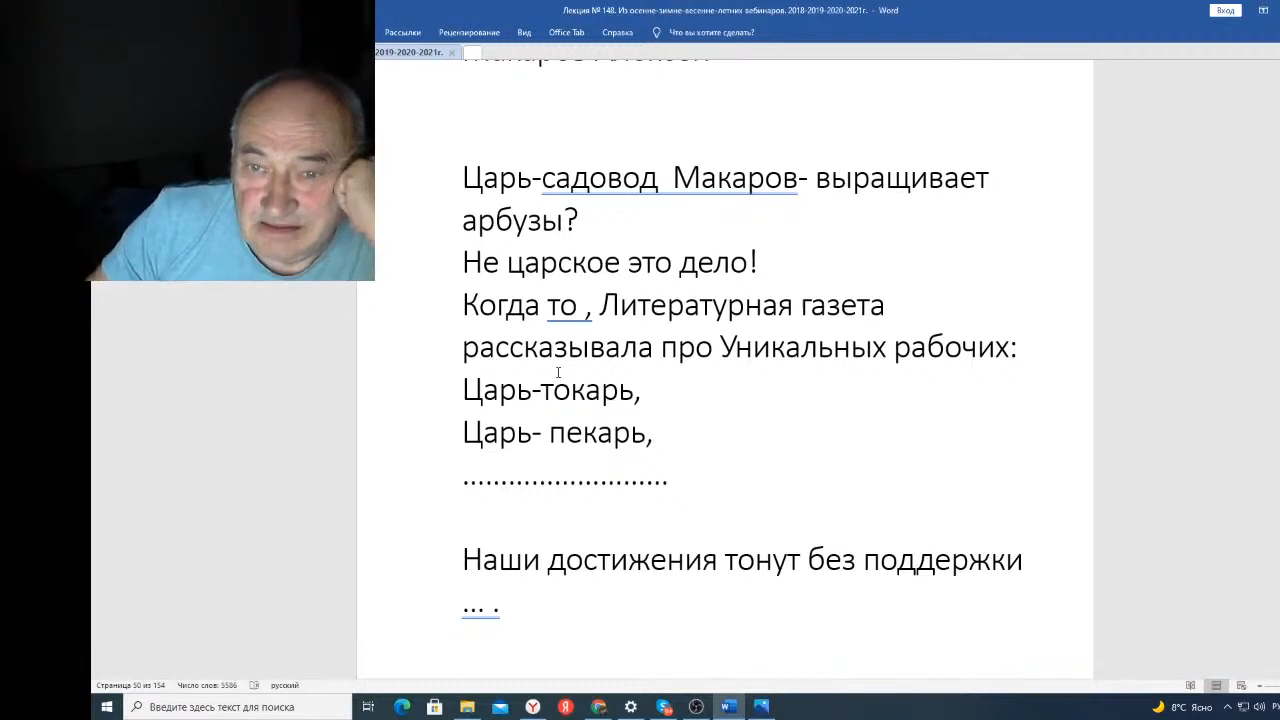 Лекция № 148. Из осенне-зимне-весенне-летних вебинаров. 2018-2019-2020-2021г. - Word
Вход
Рассылки Рецензирование Вид Office Tab Справка Что вы хотите сделать?
2019-2020-2021г.
Царь-садовод Макаров- выращивает
арбузы?
Не царское это дело!
Когда то , Литературная газета
рассказывала про Уникальных рабочих:
Царь-токарь,
Царь- пекарь,
...........................
Наши достижения тонут без поддержки
... .
Страница 50 из 154 Число слов: 5586 русский
Введите здесь текст для поиска
8°C Ясно